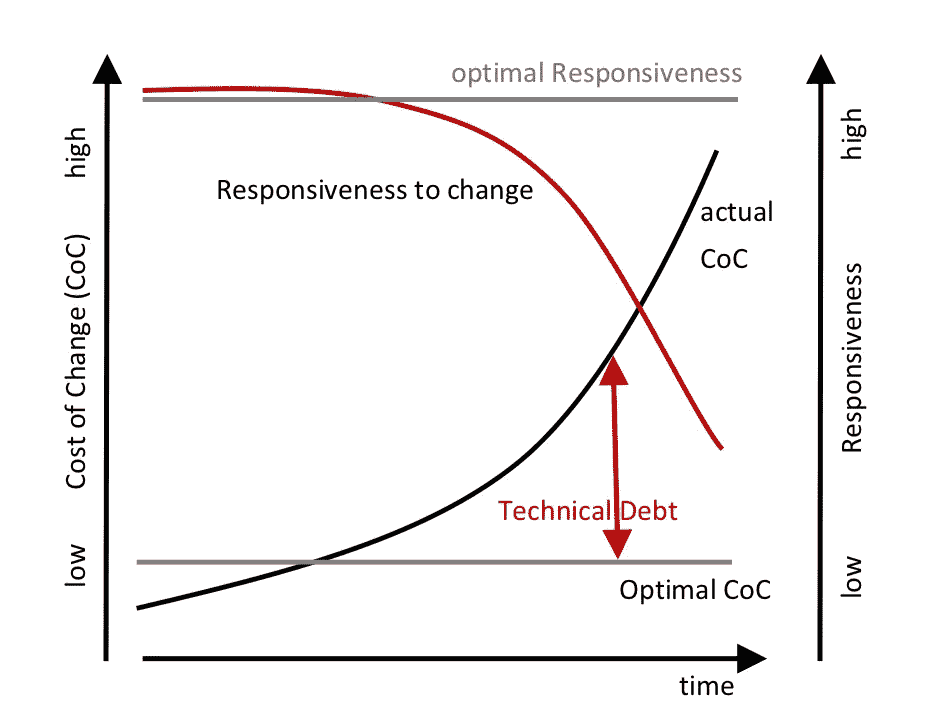 optimal Responsiveness
high
high
Responsiveness to change
actual
CoC
Cost of Change (CoC)
Responsiveness
Technical Debt
low
low
Optimal CoC
time